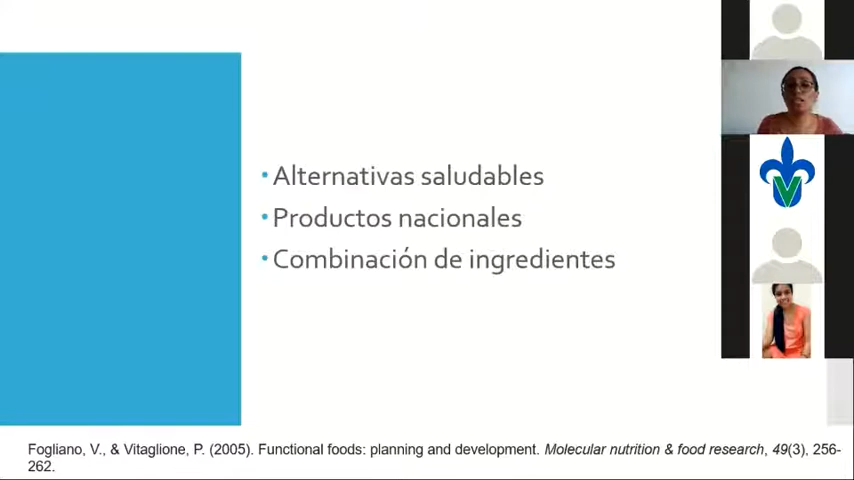 Alternativas saludables
Productos nacionales
Combinación de ingredientes
Fogliano, V., & Vitaglione, P. (2005). Functional foods: planning and development. Molecular nutrition & food research, 49(3), 256-
262.